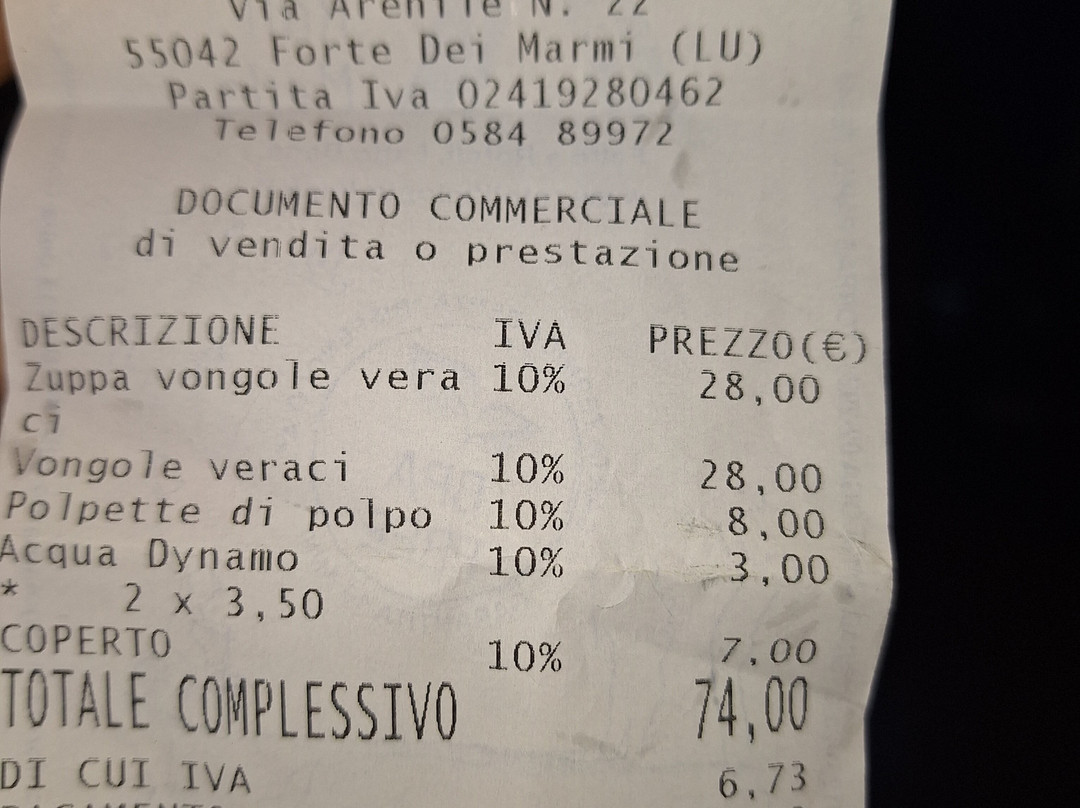 Via Arenile N. 22
55042 Forte Dei Marmi (LU)
Partita Iva 02419280462
Telefono 0584 89972
DOCUMENTO COMMERCIALE
di vendita o prestazione
DESCRIZIONE IVA PREZZO(€)
Zuppa vongole vera 10% 28,00
ci
Vongole veraci 10% 28,00
Polpette di polpo 10% 8,00
Acqua Dynamo 10% 3,00
* 2 x 3,50
COPERTO 10% 7,00
TOTALE COMPLESSIVO 74,00
DI CUI IVA 6,73